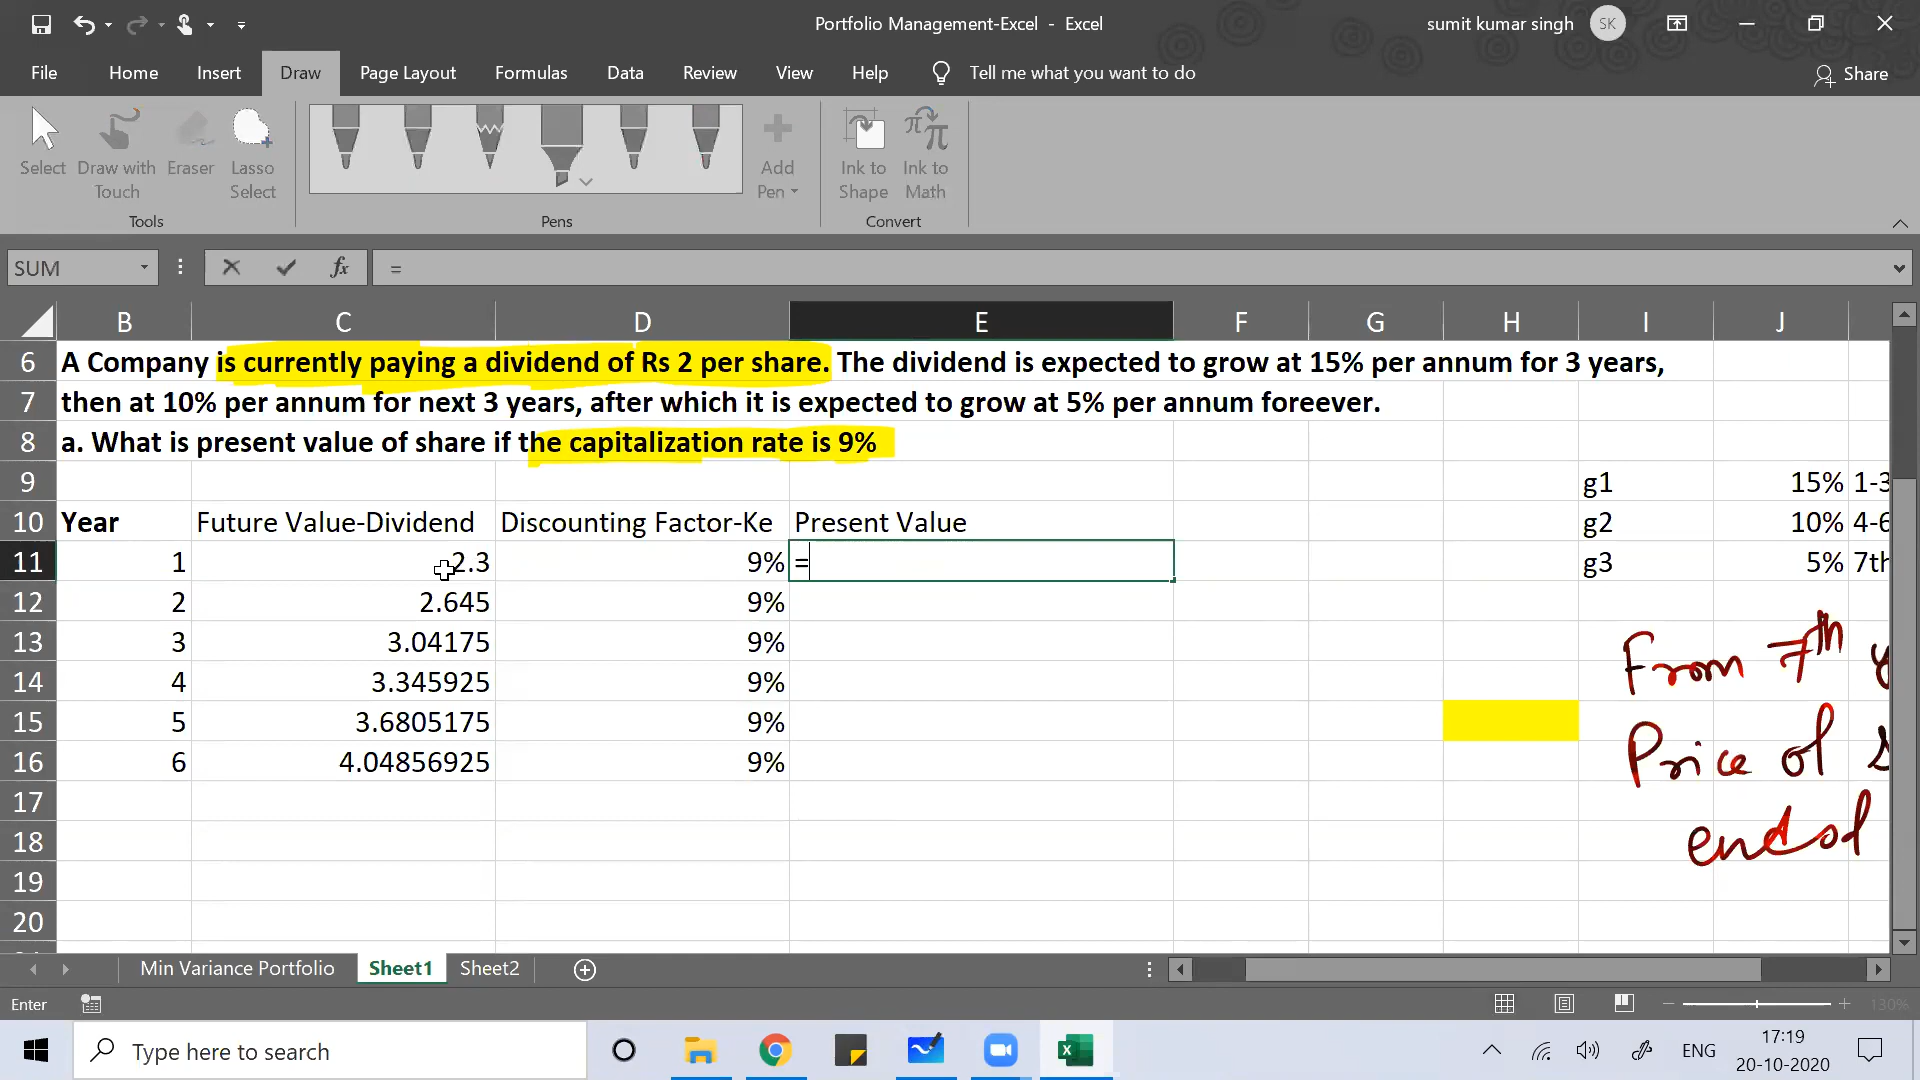 Portfolio Management-Excel - Excel
sumit kumar singh
SK
File Home Insert Draw Page Layout Formulas Data Review View Help Tell me what you want to do
Share
Select
Draw with Touch
Eraser
Lasso Select
Add Pen
Ink to Shape
Ink to Math
Tools
Pens
Convert
SUM
fx
=
B C D E F G H I J
6 A Company is currently paying a dividend of Rs 2 per share. The dividend is expected to grow at 15% per annum for 3 years,
7 then at 10% per annum for next 3 years, after which it is expected to grow at 5% per annum foreever.
8 a. What is present value of share if the capitalization rate is 9%
9 g1 15% 1-3
10 Year Future Value-Dividend Discounting Factor-Ke Present Value g2 10% 4-6
11 1 2.3 9% = g3 5% 7th
12 2 2.645 9%
13 3 3.04175 9%
14 4 3.345925 9%
15 5 3.6805175 9%
16 6 4.04856925 9%
17
18
19
20
From 7th y
Price of s
end of
Min Variance Portfolio Sheet1 Sheet2
Enter
130%
Type here to search
ENG
17:19
20-10-2020